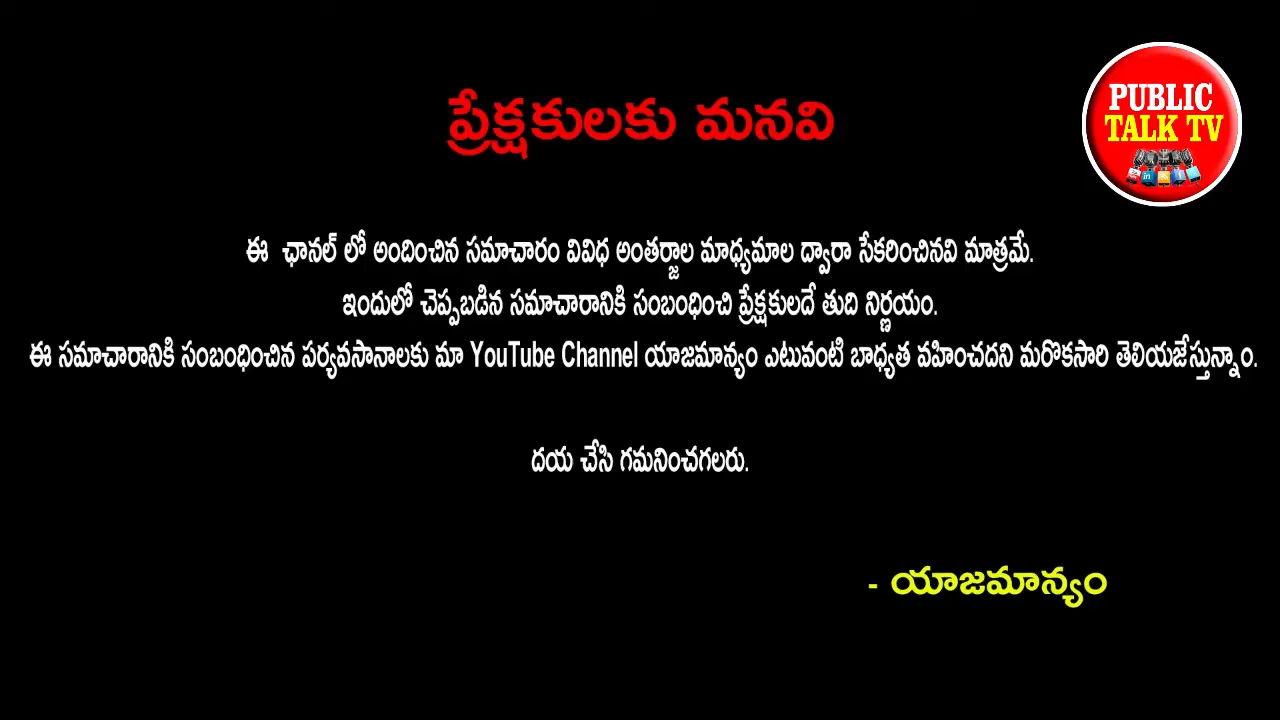 ప్రేక్షకులకు మనవి
PUBLIC
TALK TV
ఈ ఛానల్ లో అందించిన సమాచారం వివిధ అంతర్జాల మాధ్యమాల ద్వారా సేకరించినవి మాత్రమే.
ఇందులో చెప్పబడిన సమాచారానికి సంబంధించి ప్రేక్షకులదే తుది నిర్ణయం.
ఈ సమాచారానికి సంబంధించిన పర్యవసానాలకు మా YouTube Channel యాజమాన్యం ఎటువంటి బాధ్యత వహించదని మరొకసారి తెలియజేస్తున్నాం.
దయ చేసి గమనించగలరు.
- యాజమాన్యం